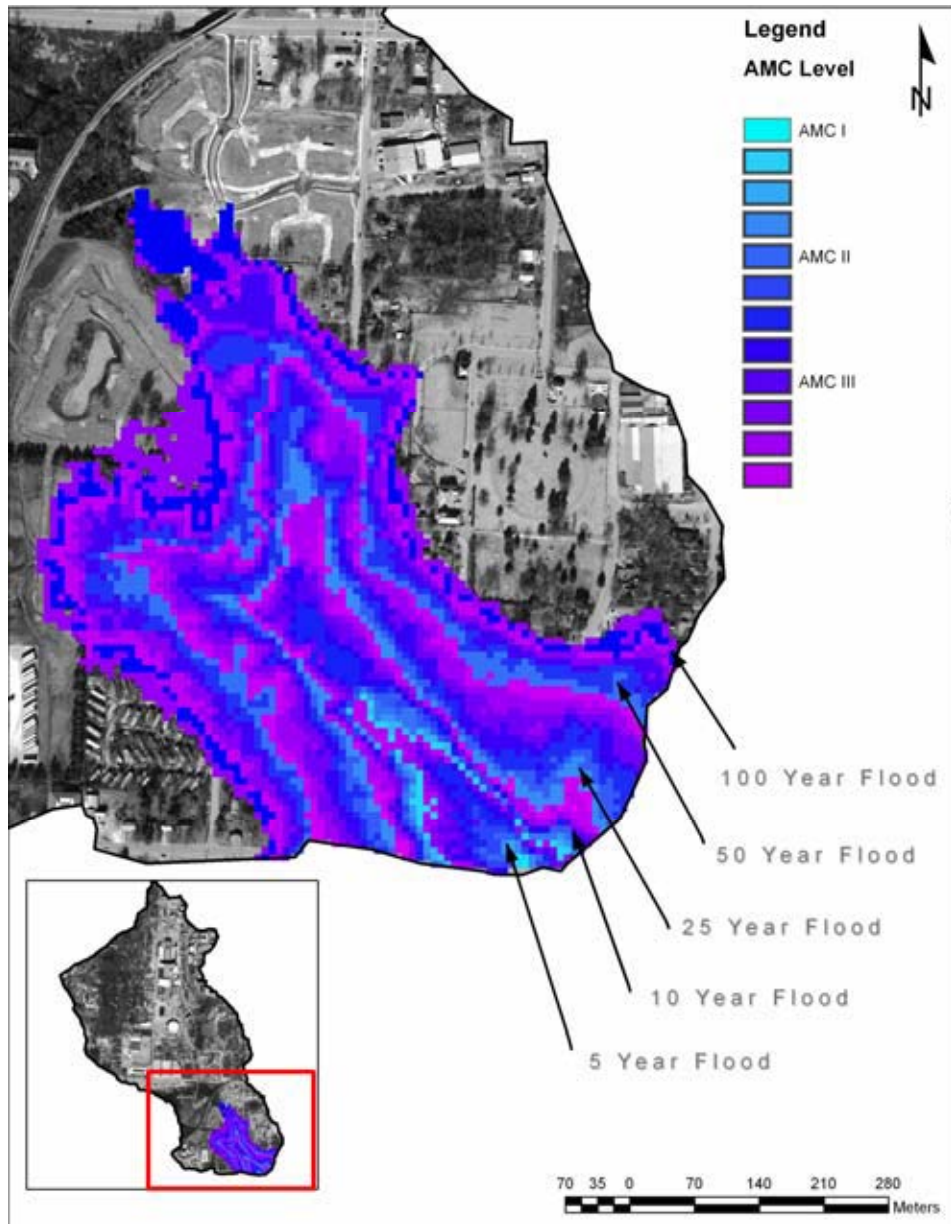 Legend
AMC Level
N
AMC I
AMC II
AMC III
100 Year Flood
50 Year Flood
25 Year Flood
10 Year Flood
5 Year Flood
70 35 0 70 140 210 280
Meters